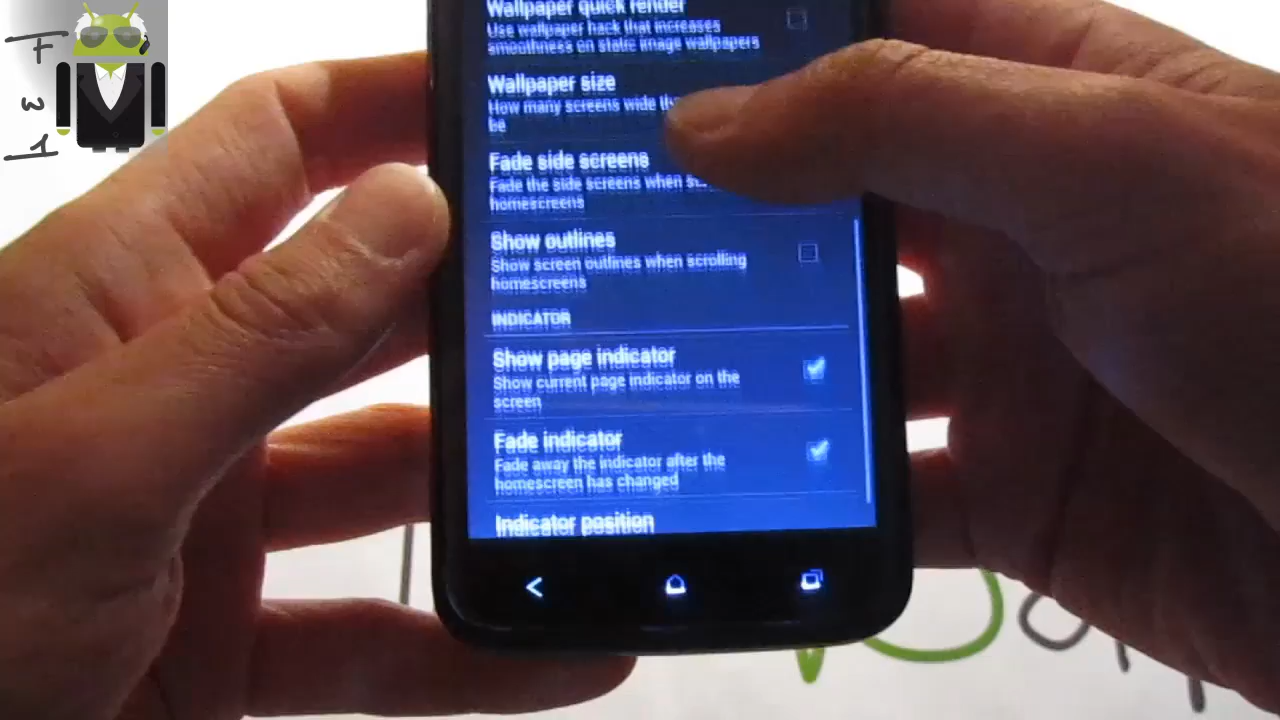 Wallpaper quick render
Use wallpaper hack that increases
smoothness on static image wallpapers
Wallpaper size
How many screens wide
be
Fade side screens
Fade the side screens when
homescreens
Show outlines
Show screen outlines when scrolling
homescreens
INDICATOR
Show page indicator
Show current page indicator on the
screen
Fade indicator
Fade away the indicator after the
homescreen has changed
Indicator position